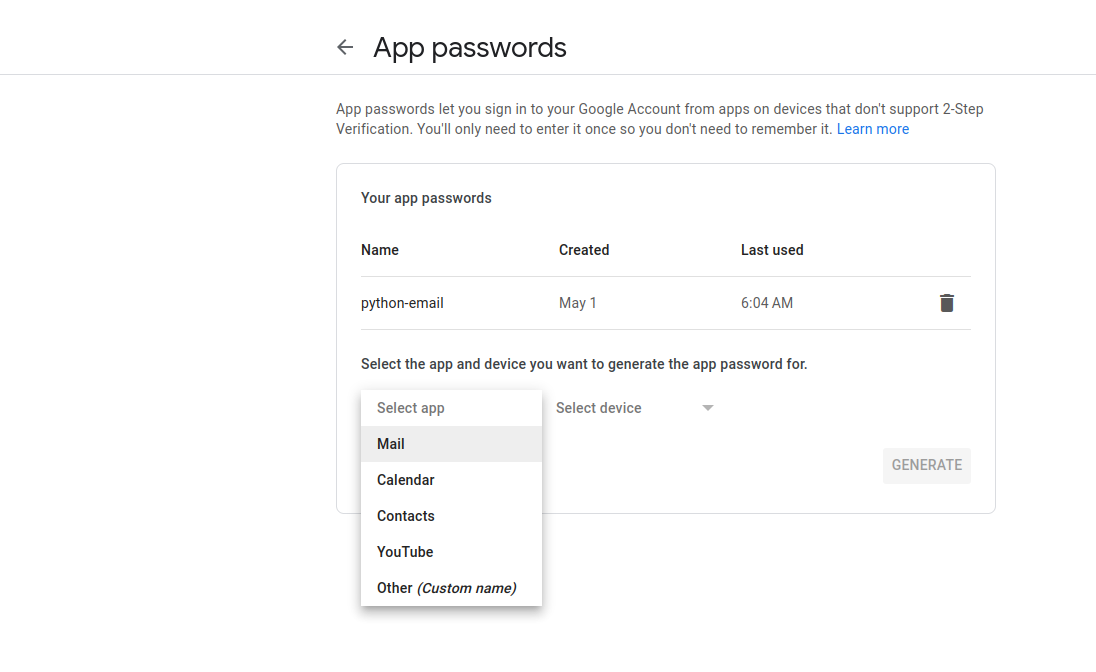 App passwords
App passwords let you sign in to your Google Account from apps on devices that don't support 2-Step
Verification. You'll only need to enter it once so you don't need to remember it. Learn more
Your app passwords
Name Created Last used
python-email May 1 6:04 AM
Select the app and device you want to generate the app password for.
Select app Select device
Mail
GENERATE
Calendar
Contacts
YouTube
Other (Custom name)